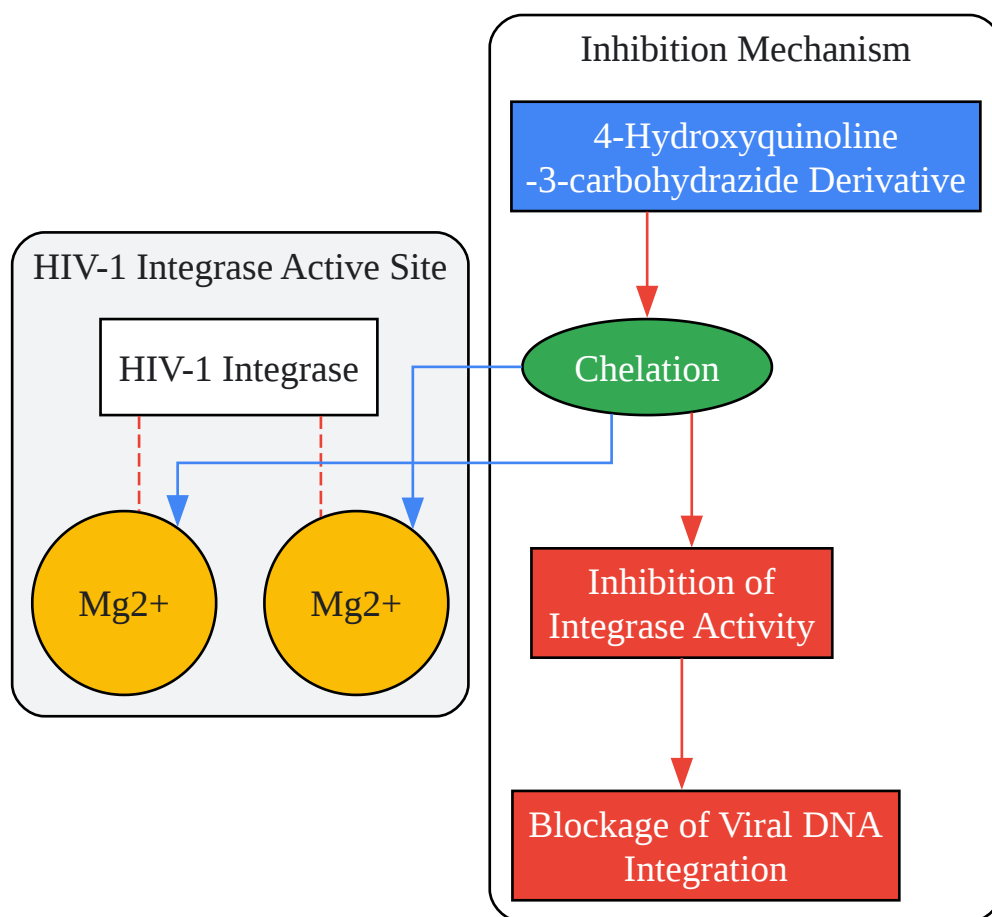 Inhibition Mechanism
4-Hydroxyquinoline
-3-carbohydrazide Derivative
HIV-1 Integrase Active Site
HIV-1 Integrase
Chelation
Mg2+
Mg2+
Inhibition of
Integrase Activity
Blockage of Viral DNA
Integration